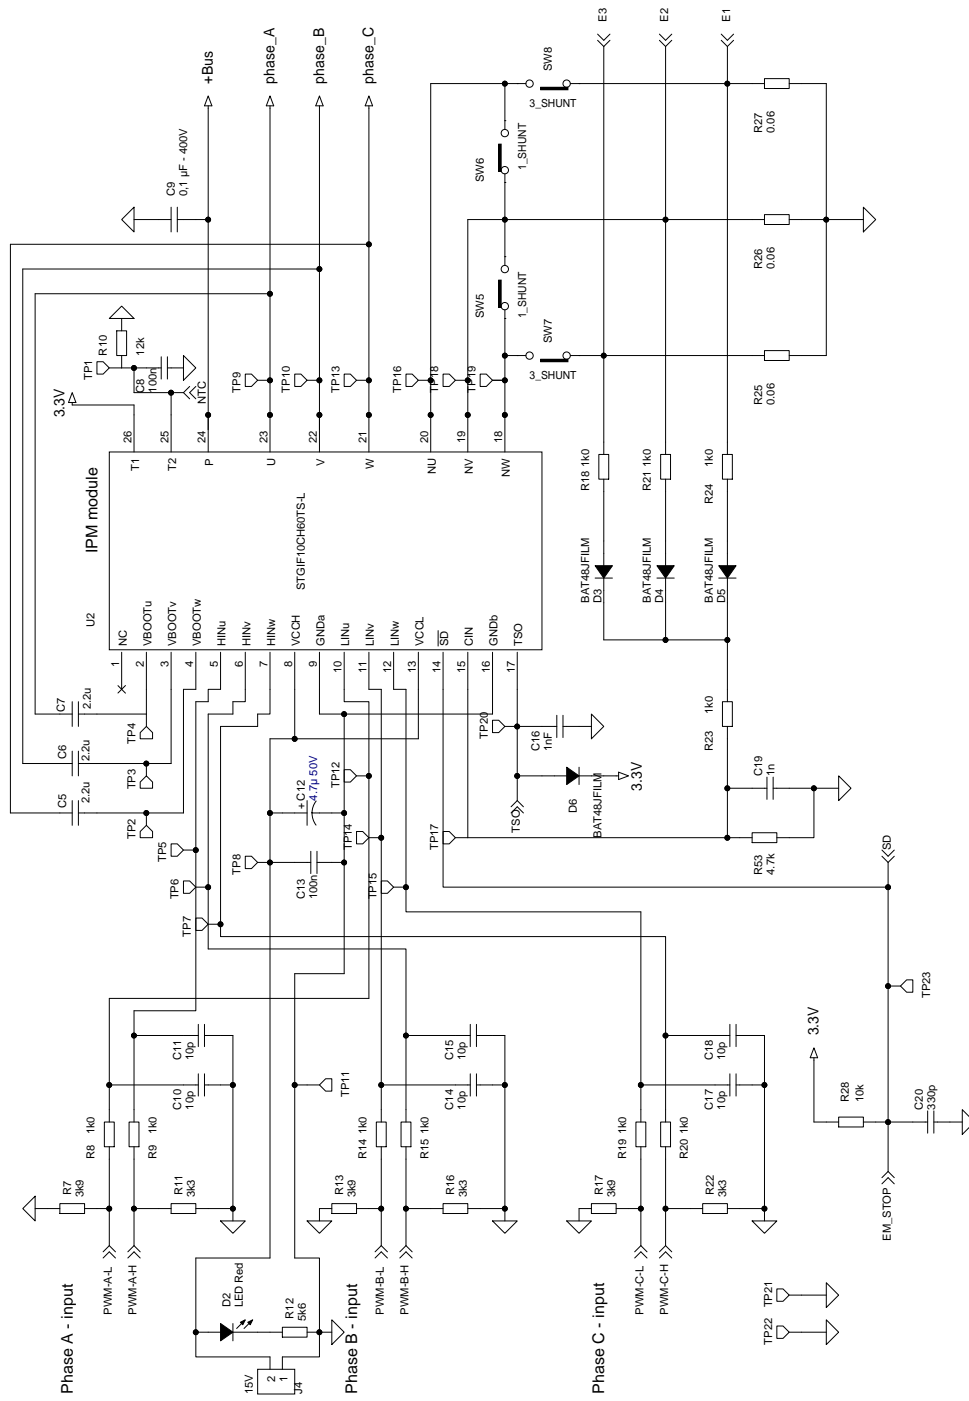 Phase A - input
PWM-A-L
PWM-A-H
R7
3k9
R11
3k3
R8
1k0
R9
1k0
C10
10p
C11
10p
15V
J4
2
1
D2
LED Red
R12
5k6
TP11
Phase B - input
PWM-B-L
PWM-B-H
R13
3k9
R16
3k3
R14 1k0
R15 1k0
C14
10p
C15
10p
Phase C - input
PWM-C-L
PWM-C-H
R17
3k9
R22
3k3
R19 1k0
R20 1k0
C17
10p
C18
10p
TP22
TP21
EM_STOP
3.3V
R28
10k
C20
330p
TP23
SD
TP7
TP6
TP5
TP2
TP3
TP4
C5
2.2u
C6
2.2u
C7
2.2u
TP8
C13
100n
+
C12
4.7µ 50V
TP15
TP14
TP12
TP17
R53
4.7k
C19
1n
R23
1k0
TSO
D6
BAT48JFILM
3.3V
TP20
C16
1nF
U2
IPM module
STGIF10CH60TS-L
1
NC
2
VBOOTu
3
VBOOTv
4
VBOOTw
5
HINu
6
HINv
7
HINw
8
VCCH
9
GNDa
10
LINu
11
LINv
12
LINw
13
VCCL
14
SD
15
CIN
16
GNDb
17
TSO
T1
26
T2
25
P
24
U
23
V
22
W
21
NU
20
NV
19
NW
18
3.3V
TP1
R10
12k
C8
100n
NTC
C9
0,1 µF - 400V
TP9
TP10
TP13
TP16
TP18
TP19
+Bus
phase_A
phase_B
phase_C
SW5
1_SHUNT
SW6
1_SHUNT
SW7
3_SHUNT
SW8
3_SHUNT
BAT48JFILM
D3
BAT48JFILM
D4
BAT48JFILM
D5
R18 1k0
R21 1k0
R24 1k0
R25
0.06
R26
0.06
R27
0.06
E3
E2
E1